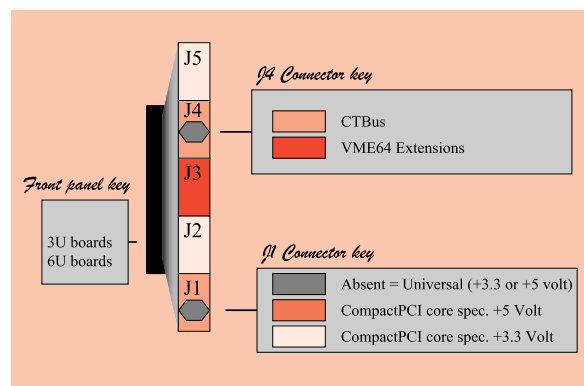 J5
J4 Connector key
J4
CTBus
VME64 Extensions
J3
Front panel key
3U boards
6U boards
J2
J1 Connector key
J1
Absent = Universal (+3.3 or +5 volt)
CompactPCI core spec. +5 Volt
CompactPCI core spec. +3.3 Volt